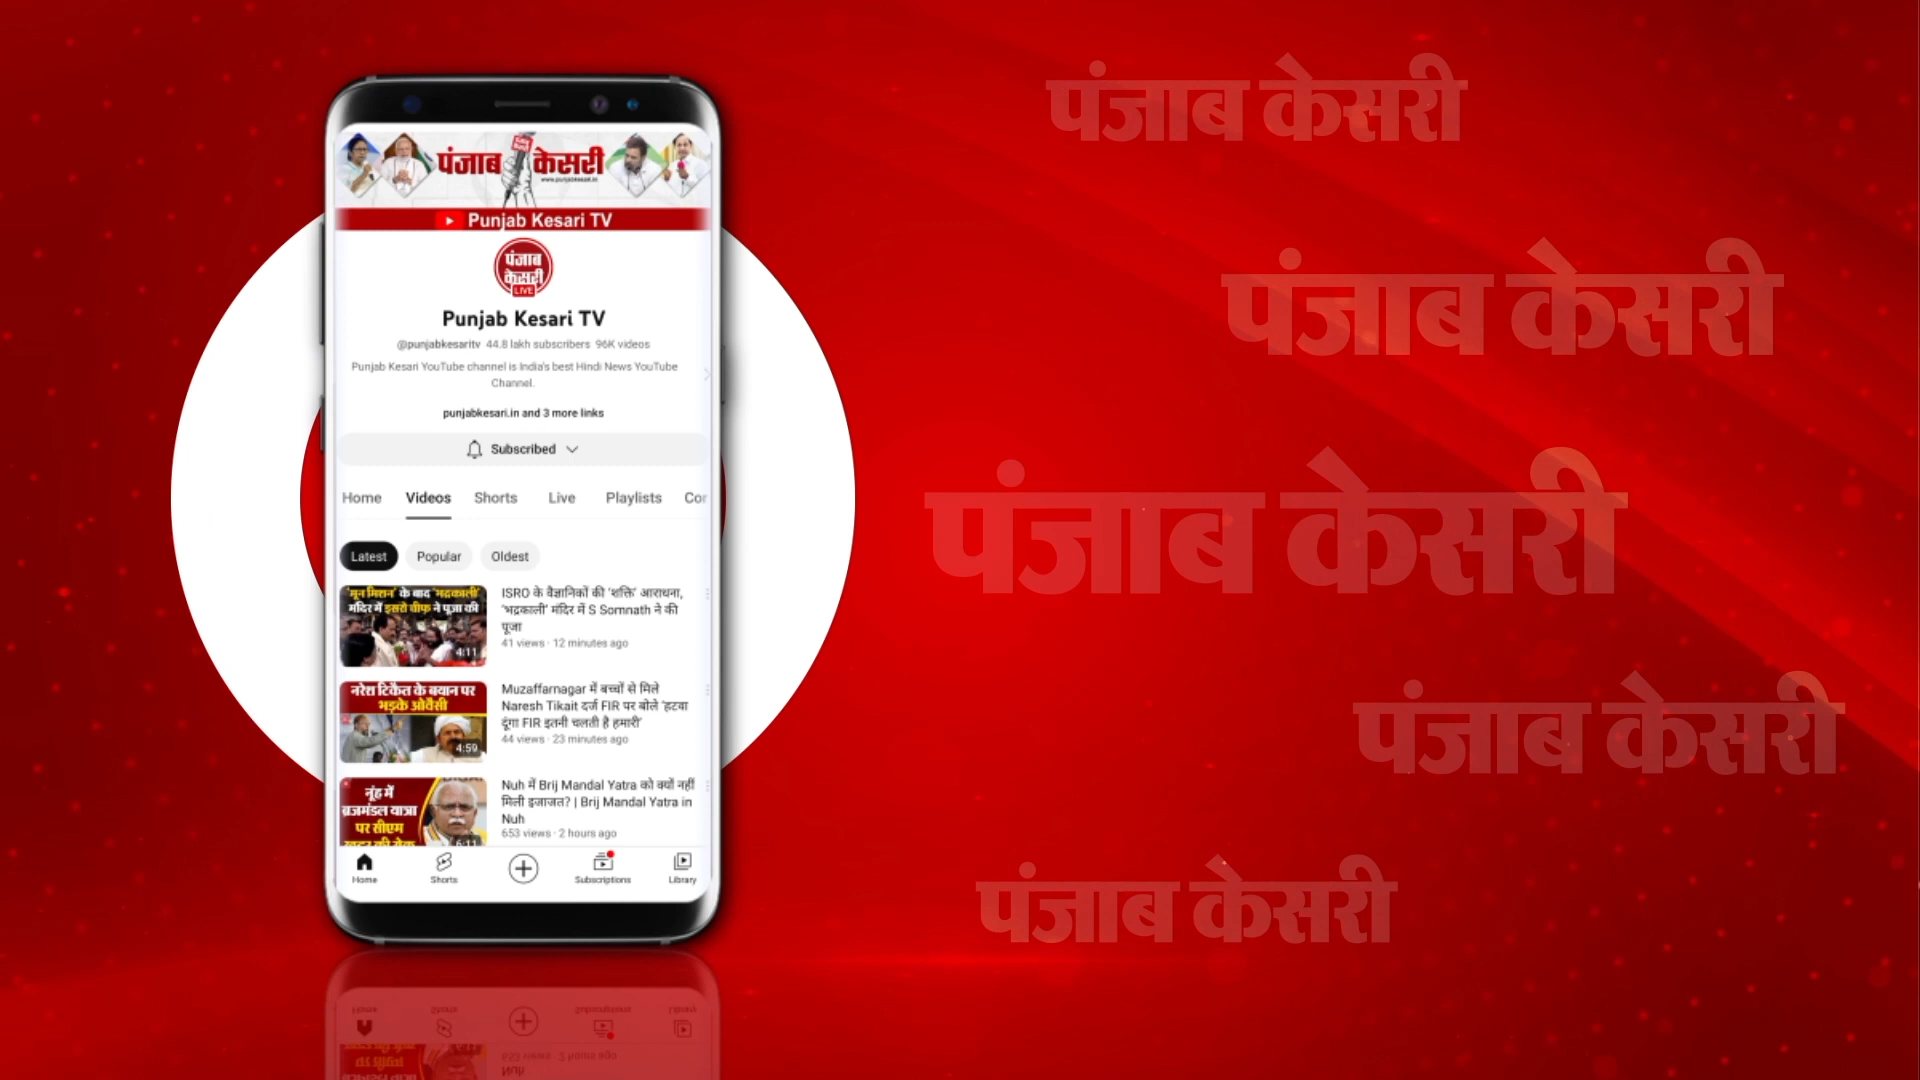 पंजाब केसरी
www.punjabkesari.in
Punjab Kesari TV
पंजाब
केसरी
LIVE
Punjab Kesari TV
@punjabkesaritv 44.8 lakh subscribers 96K videos
Punjab Kesari YouTube channel is India's best Hindi News YouTube
Channel.
punjabkesari.in and 3 more links
Subscribed
Home Videos Shorts Live Playlists Cor
Latest Popular Oldest
'मून मिशन' के बाद 'भद्रकाली'
मंदिर में इसरो चीफ ने पूजा की
4:11
ISRO के वैज्ञानिकों की 'शक्ति' आराधना,
'भद्रकाली' मंदिर में S Somnath ने की
पूजा
41 views · 12 minutes ago
नरेश टिकैत के बयान पर
भड़के ओवैसी
4:59
Muzaffarnagar में बच्चों से मिले
Naresh Tikait दर्ज FIR पर बोले 'हटवा
दूंगा FIR इतनी चलती है हमारी'
44 views · 23 minutes ago
नूंह में
ब्रजमंडल यात्रा
पर सीएम
6:11
Nuh में Brij Mandal Yatra को क्यों नहीं
मिली इजाजत? | Brij Mandal Yatra in
Nuh
653 views · 2 hours ago
Home Shorts Subscriptions Library
पंजाब केसरी
पंजाब केसरी
पंजाब केसरी
पंजाब केसरी
पंजाब केसरी